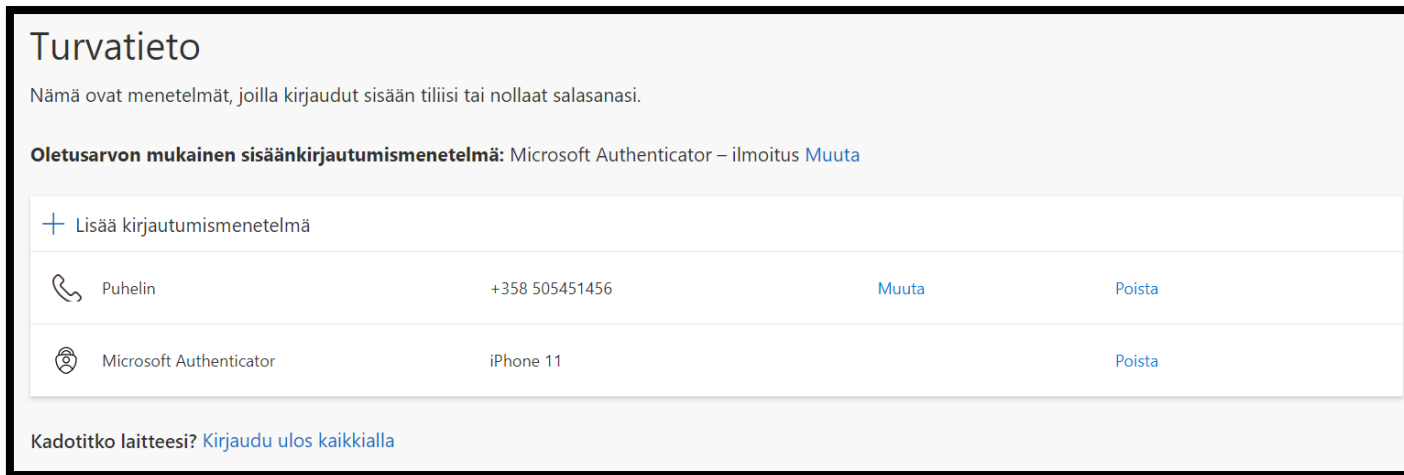 Turvatieto
Nämä ovat menetelmät, joilla kirjaudut sisään tiliisi tai nollaat salasanasi.
Oletusarvon mukainen sisäänkirjautumismenetelmä: Microsoft Authenticator – ilmoitus Muuta
Lisää kirjautumismenetelmä
Puhelin +358 505451456 Muuta Poista
Microsoft Authenticator iPhone 11 Poista
Kadotitko laitteesi? Kirjaudu ulos kaikkialla